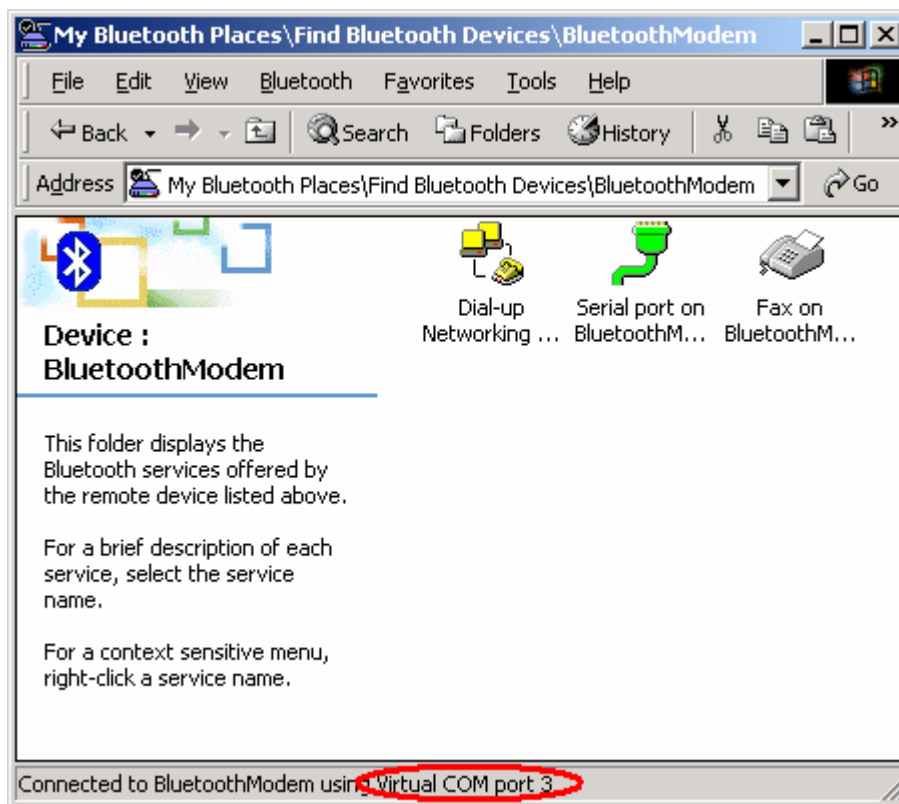 My Bluetooth Places\Find Bluetooth Devices\BluetoothModem
File Edit View Bluetooth Favorites Tools Help
Back Search Folders History »
Address My Bluetooth Places\Find Bluetooth Devices\BluetoothModem Go
Device :
BluetoothModem
This folder displays the
Bluetooth services offered by
the remote device listed above.
For a brief description of each
service, select the service
name.
For a context sensitive menu,
right-click a service name.
Dial-up
Networking ...
Serial port on
BluetoothM...
Fax on
BluetoothM...
Connected to BluetoothModem using Virtual COM port 3